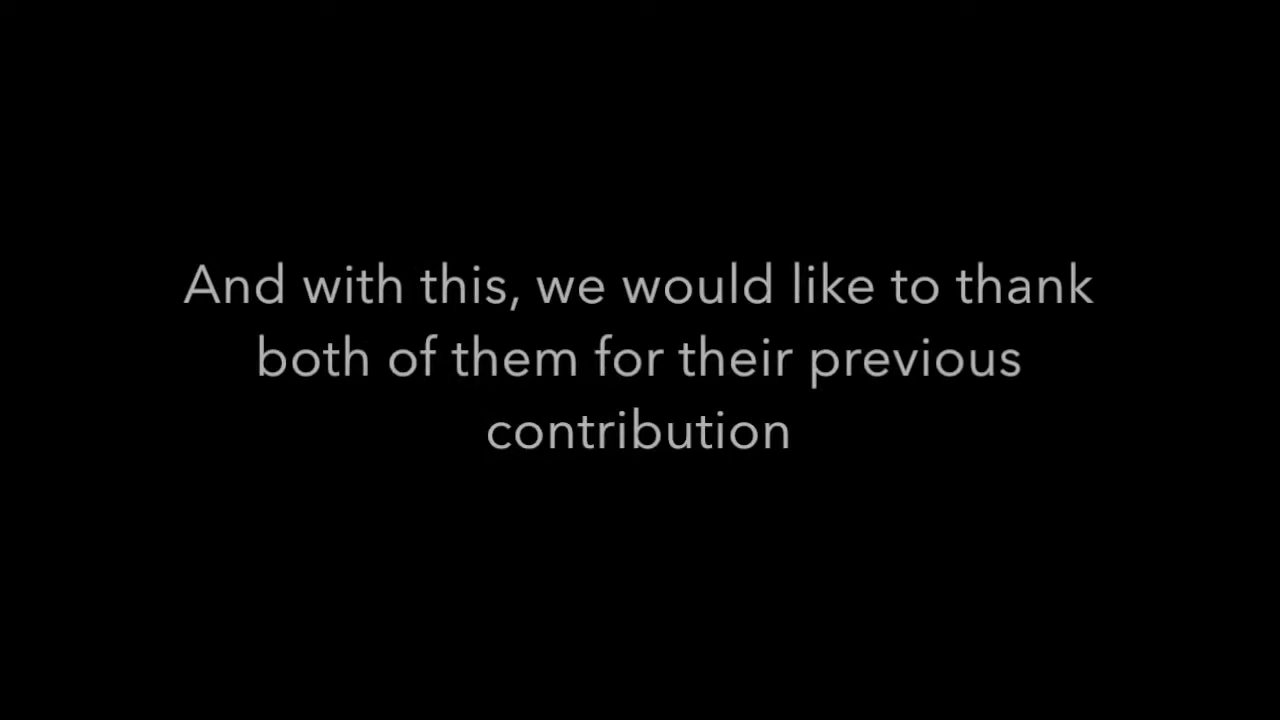 And with this, we would like to thank
both of them for their previous
contribution